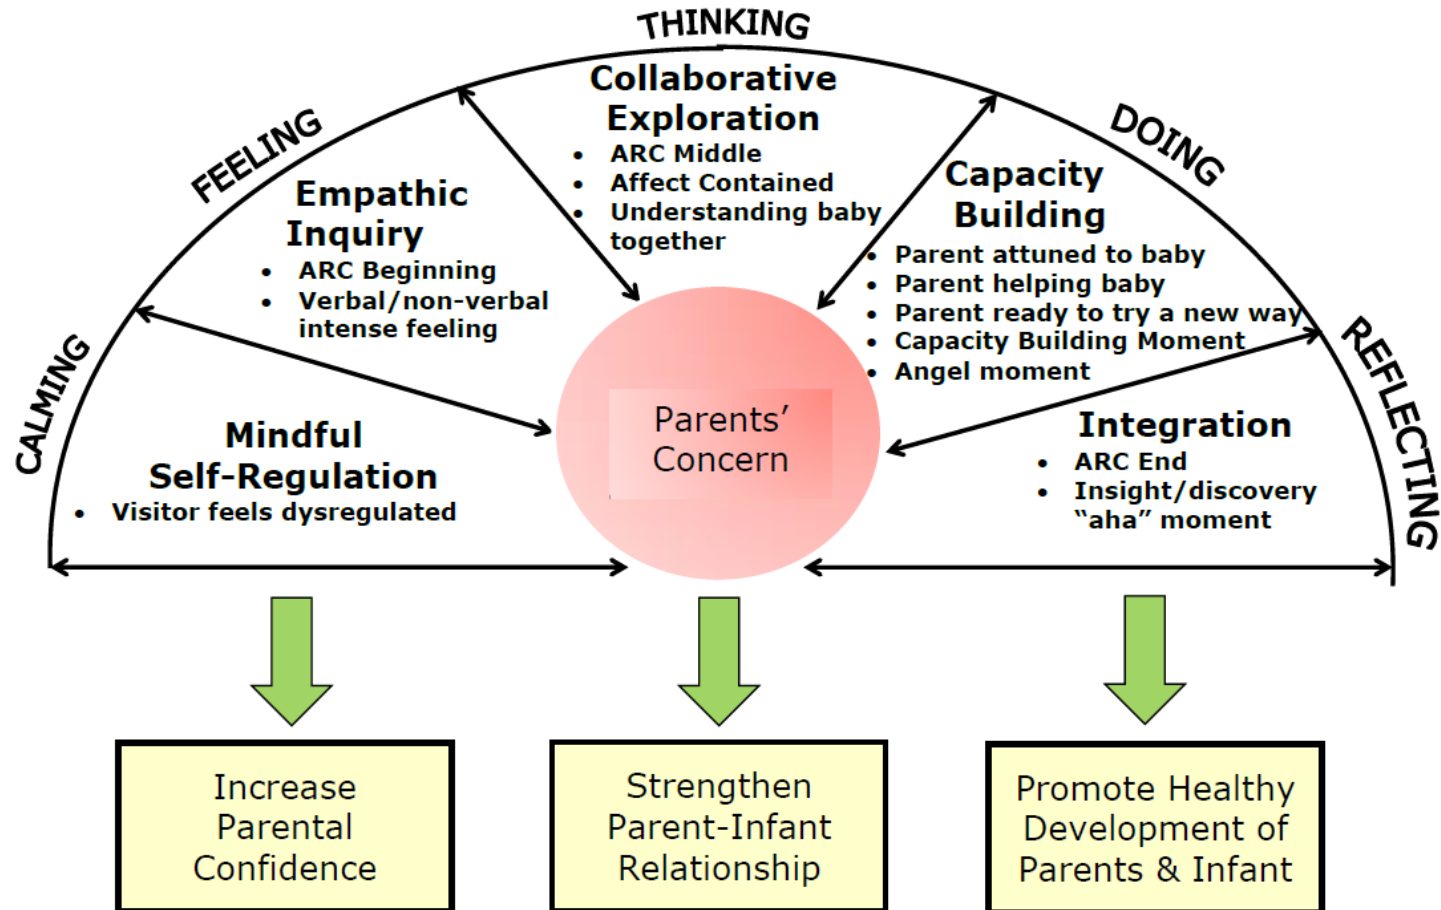 THINKING
FEELING
DOING
CALMING
REFLECTING
Mindful
Self-Regulation
• Visitor feels dysregulated
Empathic
Inquiry
• ARC Beginning
• Verbal/non-verbal
intense feeling
Collaborative
Exploration
• ARC Middle
• Affect Contained
• Understanding baby
together
Capacity
Building
• Parent attuned to baby
• Parent helping baby
• Parent ready to try a new way
• Capacity Building Moment
• Angel moment
Integration
• ARC End
• Insight/discovery
“aha” moment
Parents’
Concern
Increase
Parental
Confidence
Strengthen
Parent-Infant
Relationship
Promote Healthy
Development of
Parents & Infant